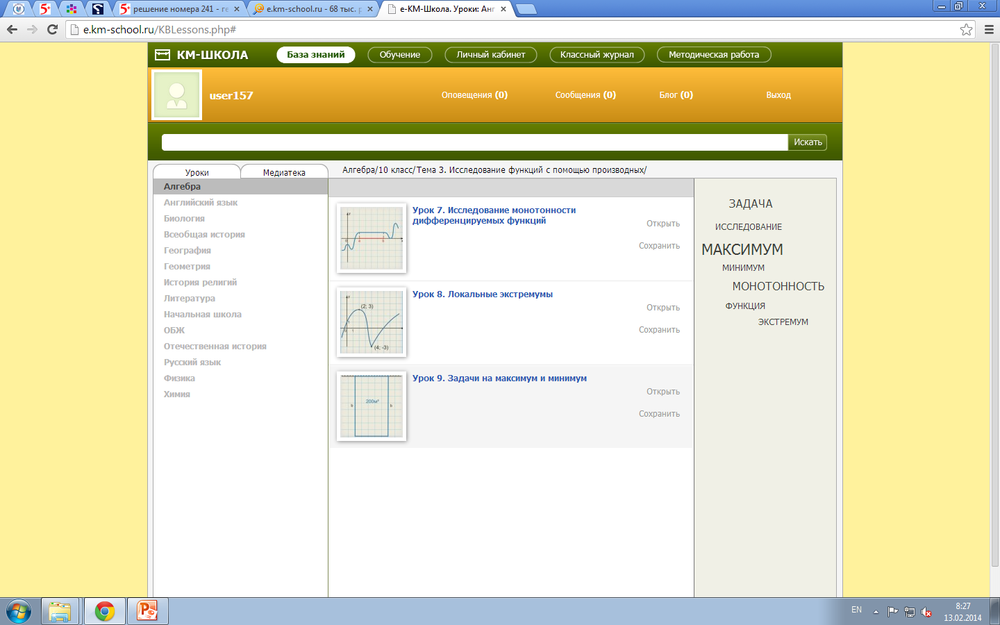 решение номера 241 - ге
e.km-school.ru - 68 тыс. р
е-КМ-Школа. Уроки: Анг
e.km-school.ru/KBLessons.php#
КМ-ШКОЛА
База знаний
Обучение
Личный кабинет
Классный журнал
Методическая работа
user157
Оповещения (0)
Сообщения (0)
Блог (0)
Выход
Искать
Уроки
Медиатека
Алгебра/10 класс/Тема 3. Исследование функций с помощью производных/
Алгебра
Английский язык
Биология
Всеобщая история
География
Геометрия
История религий
Литература
Начальная школа
ОБЖ
Отечественная история
Русский язык
Физика
Химия
Урок 7. Исследование монотонности
дифференцируемых функций
Открыть
Сохранить
Урок 8. Локальные экстремумы
(2; 3)
(4; -3)
Открыть
Сохранить
Урок 9. Задачи на максимум и минимум
200м²
b
b
Открыть
Сохранить
ЗАДАЧА
ИССЛЕДОВАНИЕ
МАКСИМУМ
МИНИМУМ
МОНОТОННОСТЬ
ФУНКЦИЯ
ЭКСТРЕМУМ
EN
8:27
13.02.2014